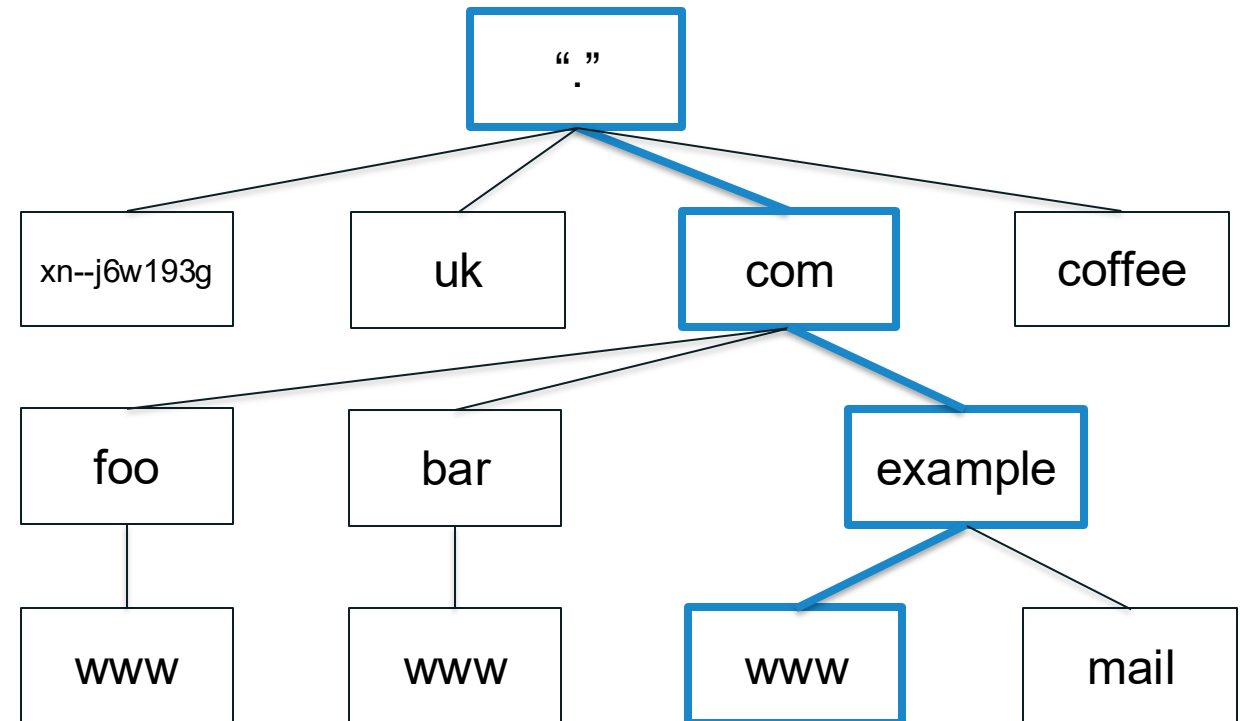 “.”
xn--j6w193g
uk
com
coffee
foo
bar
example
www
www
www
mail